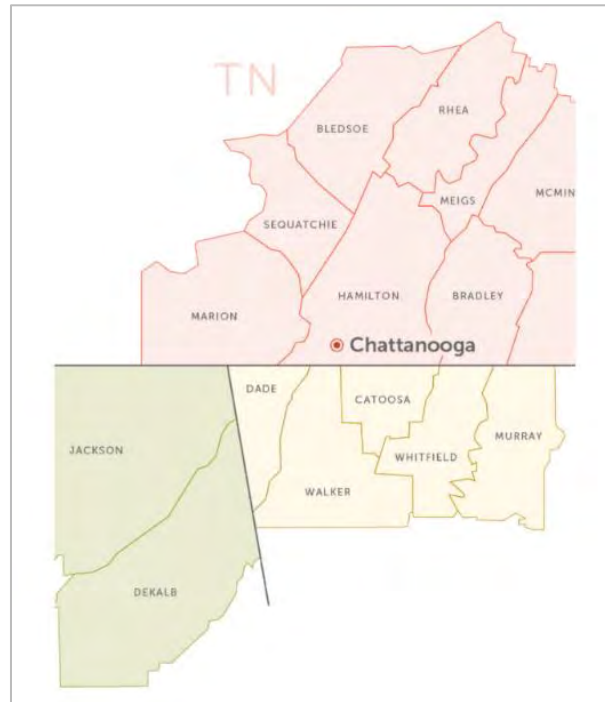 TN
RHEA
BLEDSOE
MEIGS
MCMIN
SEQUATCHIE
HAMILTON
BRADLEY
MARION
Chattanooga
DADE
CATOOSA
MURRAY
JACKSON
WHITFIELD
WALKER
DEKALB